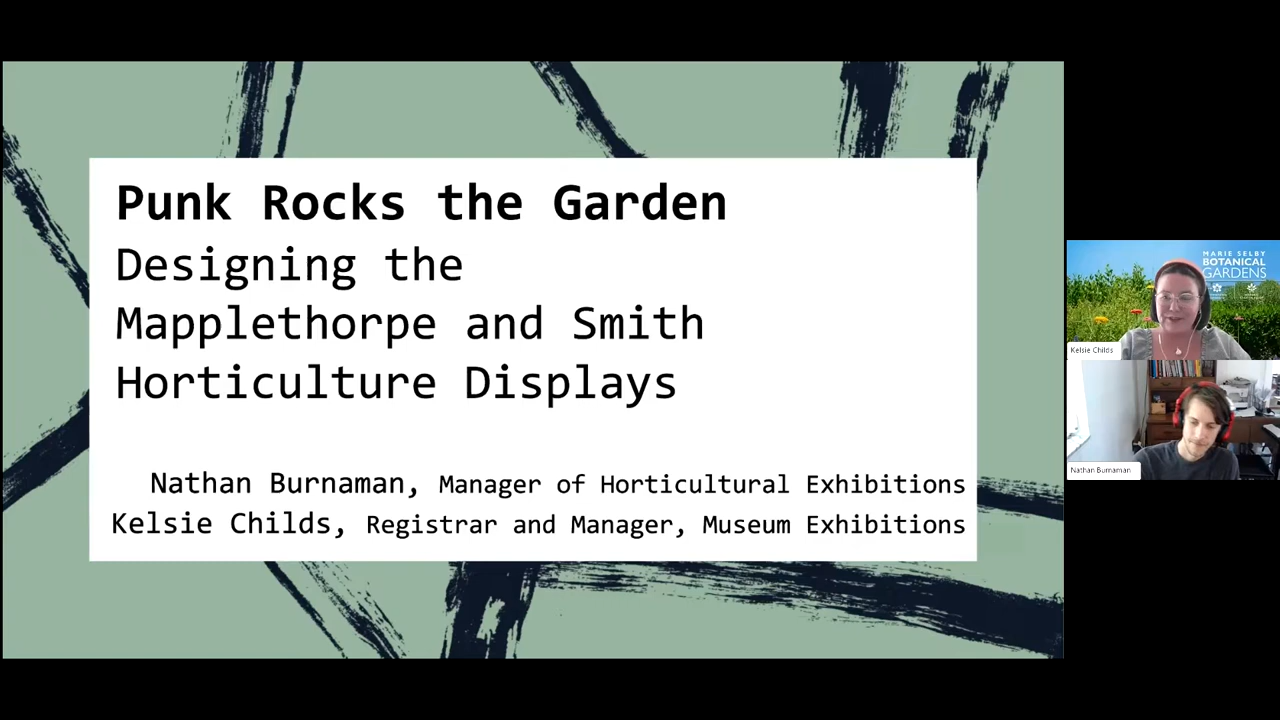 Punk Rocks the Garden
Designing the
Mapplethorpe and Smith
Horticulture Displays
Nathan Burnaman, Manager of Horticultural Exhibitions
Kelsie Childs, Registrar and Manager, Museum Exhibitions
MARIE SELBY
BOTANICAL
GARDENS
Kelsie Childs
Nathan Burnaman